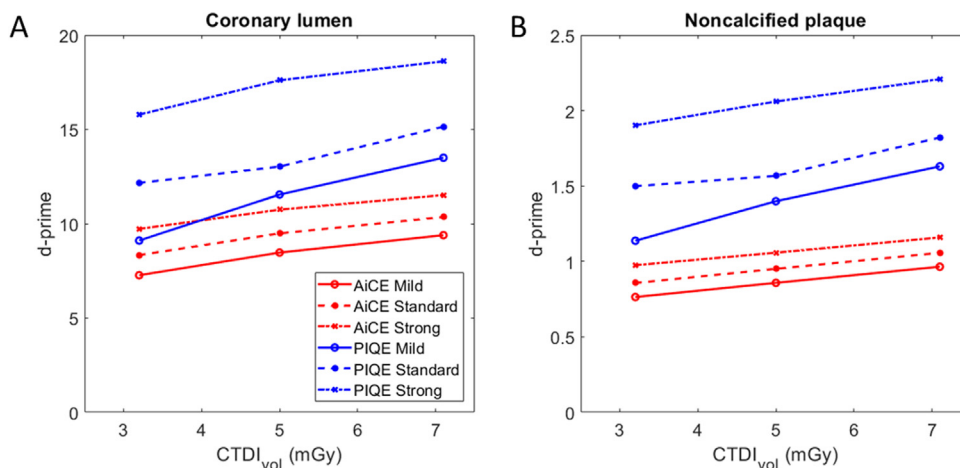 A
Coronary lumen
20
15
10
5
0
d-prime
3 4 5 6 7
CTDIvol (mGy)
AiCE Mild
AiCE Standard
AiCE Strong
PIQE Mild
PIQE Standard
PIQE Strong
B
Noncalcified plaque
2.5
2
1.5
1
0.5
0
d-prime
3 4 5 6 7
CTDIvol (mGy)